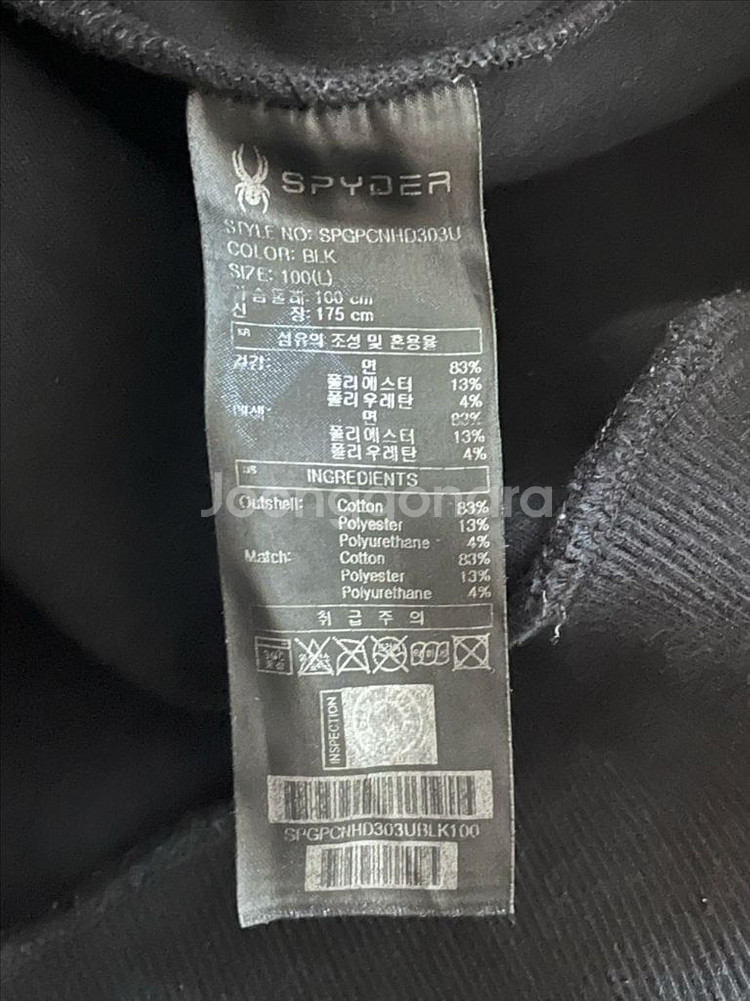 SPYDER
STYLE NO: SPGPCNHD303U
COLOR: BLK
SIZE: 100(L)
가슴둘레: 100 cm
신 장: 175 cm
섬유의 조성 및 혼용율
겉감: 면 83%
폴리에스터 13%
폴리우레탄 4%
배색: 면 83%
폴리에스터 13%
폴리우레탄 4%
INGREDIENTS
Joongonara
Outshell: Cotton 83%
Polyester 13%
Polyurethane 4%
Match: Cotton 83%
Polyester 13%
Polyurethane 4%
취 급 주 의
INSPECTION
SPGPCNHD303UBLK100